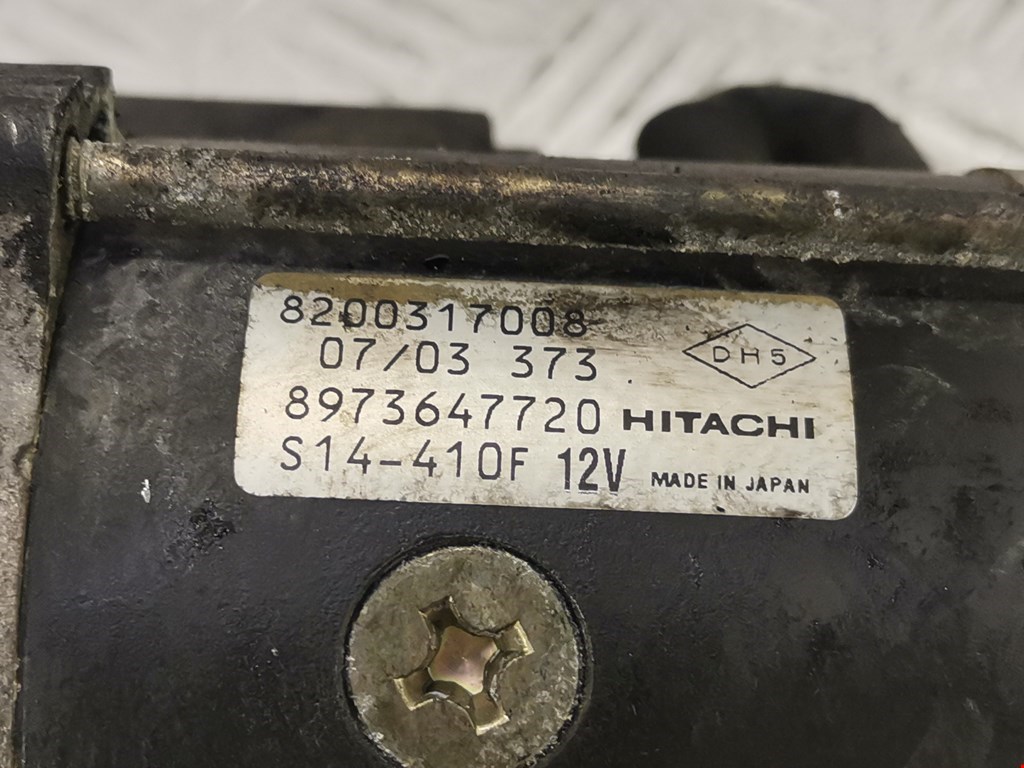 8200317008
07/03 373
DH5
8973647720 HITACHI
S14-410F 12V MADE IN JAPAN